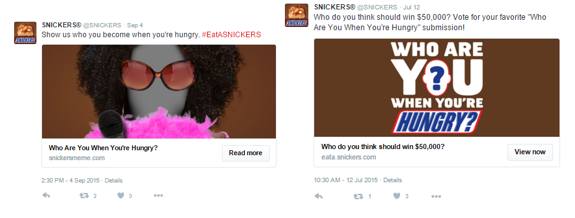 SNICKERS® @SNICKERS · Sep 4
Show us who you become when you're hungry. #EatASNICKERS
Who Are You When You're Hungry?
snickersmeme.com
Read more
2:30 PM - 4 Sep 2015 · Details
2
3
SNICKERS® @SNICKERS · Jul 12
Who do you think should win $50,000? Vote for your favorite "Who
Are You When You're Hungry" submission!
WHO ARE
YOU
?
WHEN YOU'RE
HUNGRY?
Who do you think should win $50,000?
eata.snickers.com
View now
10:30 AM - 12 Jul 2015 · Details
1
3